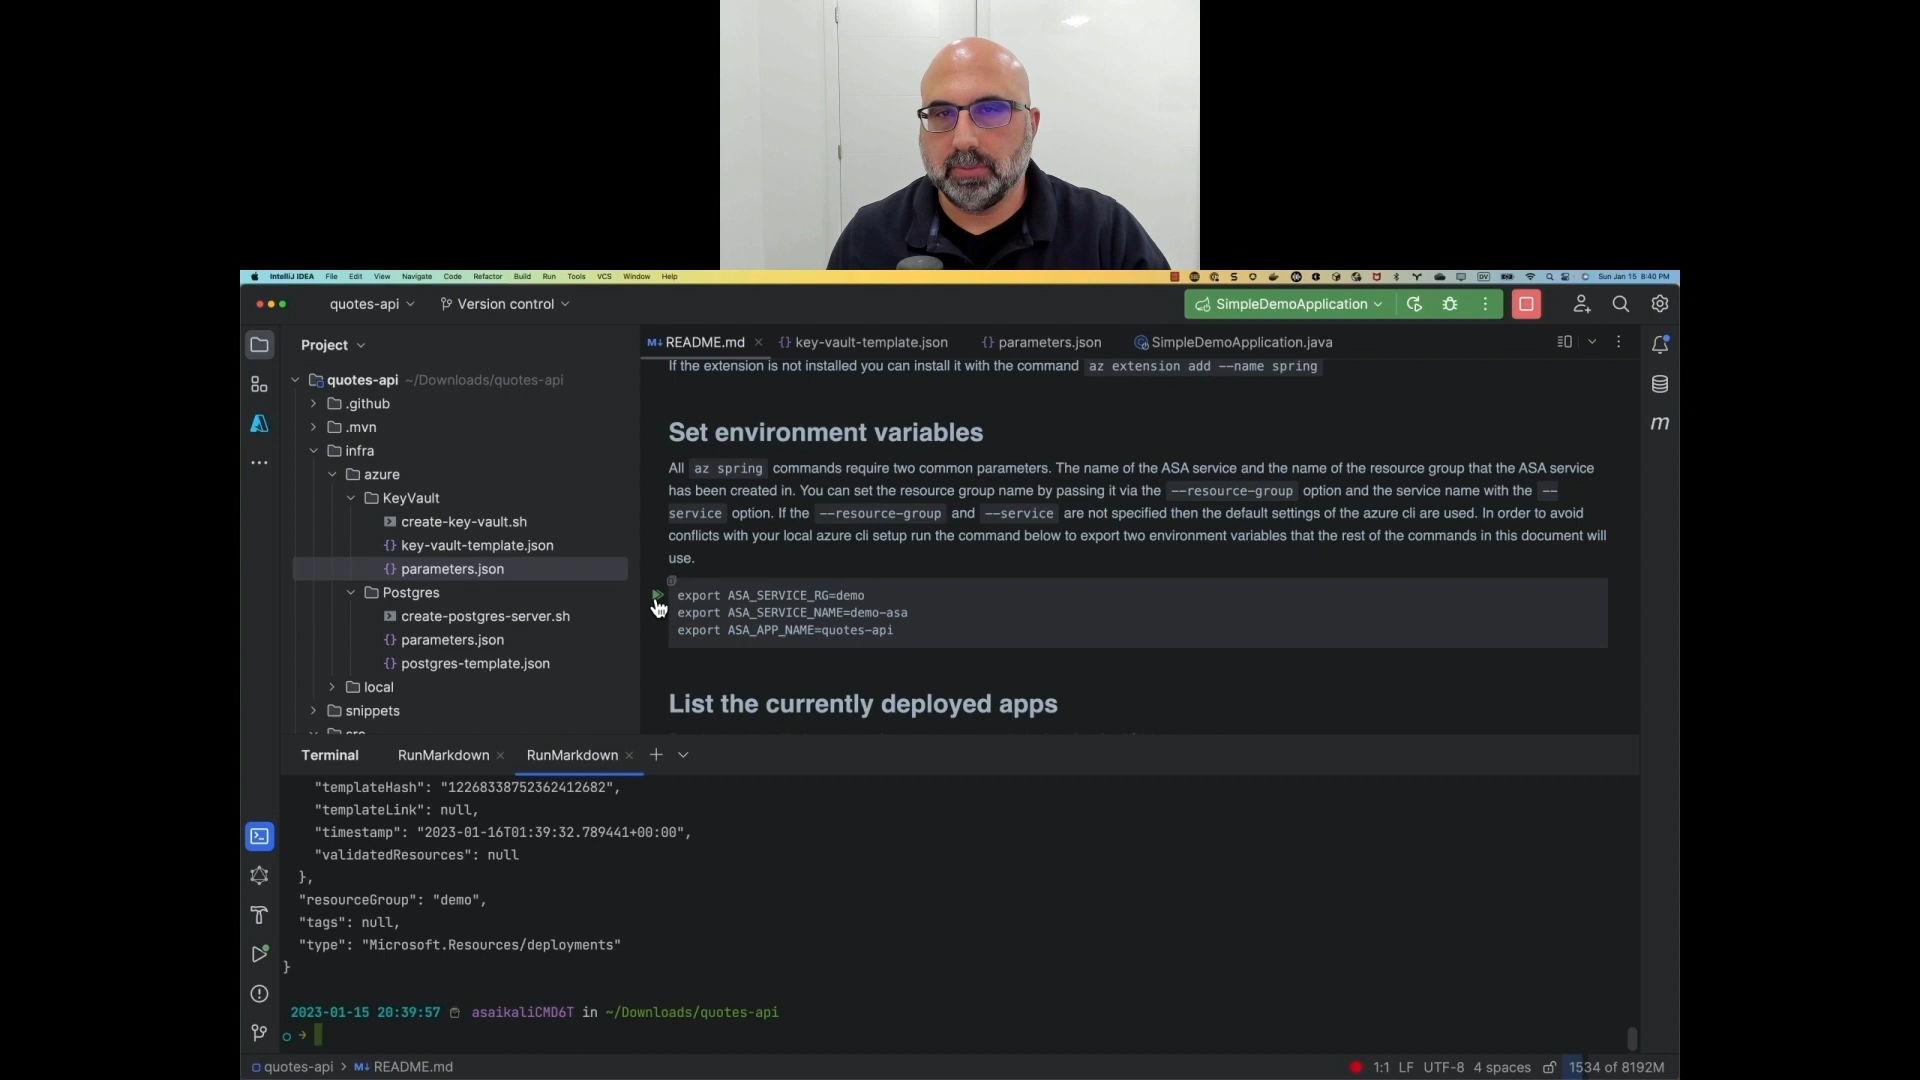 IntelliJ IDEA File Edit View Navigate Code Refactor Build Run Tools VCS Window Help
Sun Jan 15 8:40 PM
quotes-api
Version control
SimpleDemoApplication
Project
README.md
key-vault-template.json
parameters.json
SimpleDemoApplication.java
quotes-api ~/Downloads/quotes-api
.github
.mvn
infra
azure
KeyVault
create-key-vault.sh
key-vault-template.json
parameters.json
Postgres
create-postgres-server.sh
parameters.json
postgres-template.json
local
snippets
If the extension is not installed you can install it with the command az extension add --name spring
Set environment variables
All az spring commands require two common parameters. The name of the ASA service and the name of the resource group that the ASA service
has been created in. You can set the resource group name by passing it via the --resource-group option and the service name with the --
service option. If the --resource-group and --service are not specified then the default settings of the azure cli are used. In order to avoid
conflicts with your local azure cli setup run the command below to export two environment variables that the rest of the commands in this document will
use.
export ASA_SERVICE_RG=demo
export ASA_SERVICE_NAME=demo-asa
export ASA_APP_NAME=quotes-api
List the currently deployed apps
Terminal
RunMarkdown
RunMarkdown
"templateHash": "12268338752362412682",
"templateLink": null,
"timestamp": "2023-01-16T01:39:32.789441+00:00",
"validatedResources": null
},
"resourceGroup": "demo",
"tags": null,
"type": "Microsoft.Resources/deployments"
}
2023-01-15 20:39:57 asaikaliCMD6T in ~/Downloads/quotes-api
quotes-api > README.md
1:1 LF UTF-8 4 spaces 1534 of 8192M